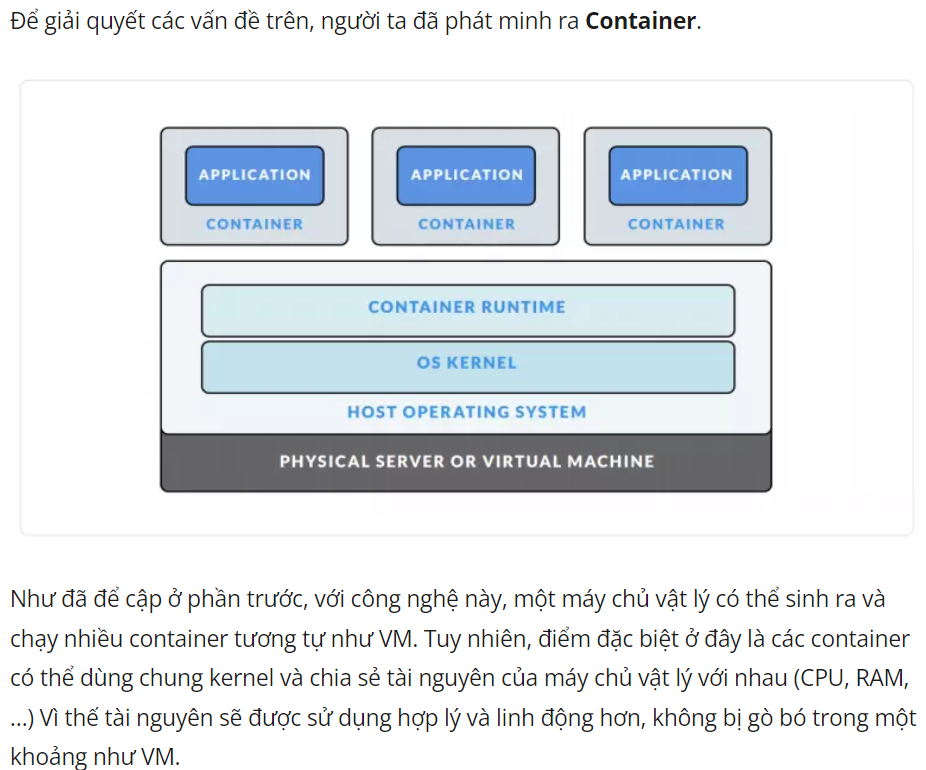 Để giải quyết các vấn đề trên, người ta đã phát minh ra Container.
APPLICATION
CONTAINER
APPLICATION
CONTAINER
APPLICATION
CONTAINER
CONTAINER RUNTIME
OS KERNEL
HOST OPERATING SYSTEM
PHYSICAL SERVER OR VIRTUAL MACHINE
Như đã để cập ở phần trước, với công nghệ này, một máy chủ vật lý có thể sinh ra và
chạy nhiều container tương tự như VM. Tuy nhiên, điểm đặc biệt ở đây là các container
có thể dùng chung kernel và chia sẻ tài nguyên của máy chủ vật lý với nhau (CPU, RAM,
...) Vì thế tài nguyên sẽ được sử dụng hợp lý và linh động hơn, không bị gò bó trong một
khoảng như VM.